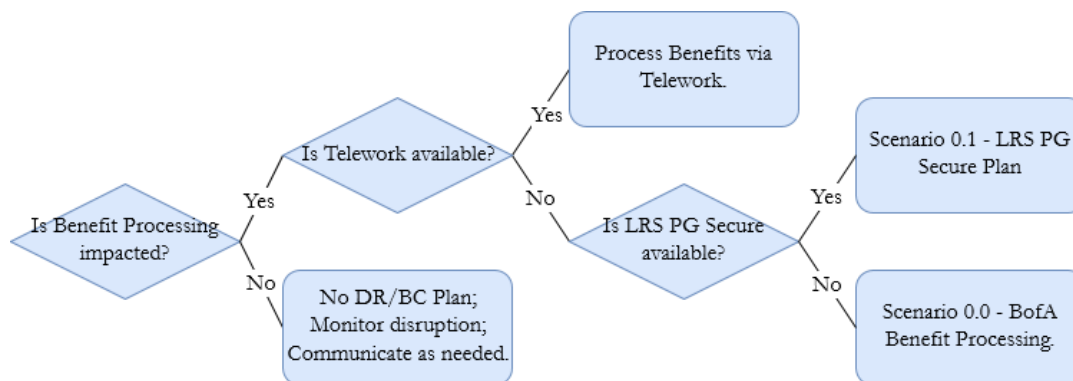 Is Benefit Processing
impacted?
Yes
No
Is Telework available?
No DR/BC Plan;
Monitor disruption;
Communicate as needed.
Yes
No
Process Benefits via
Telework.
Is LRS PG Secure
available?
Yes
No
Scenario 0.1 - LRS PG
Secure Plan
Scenario 0.0 - BofA
Benefit Processing.